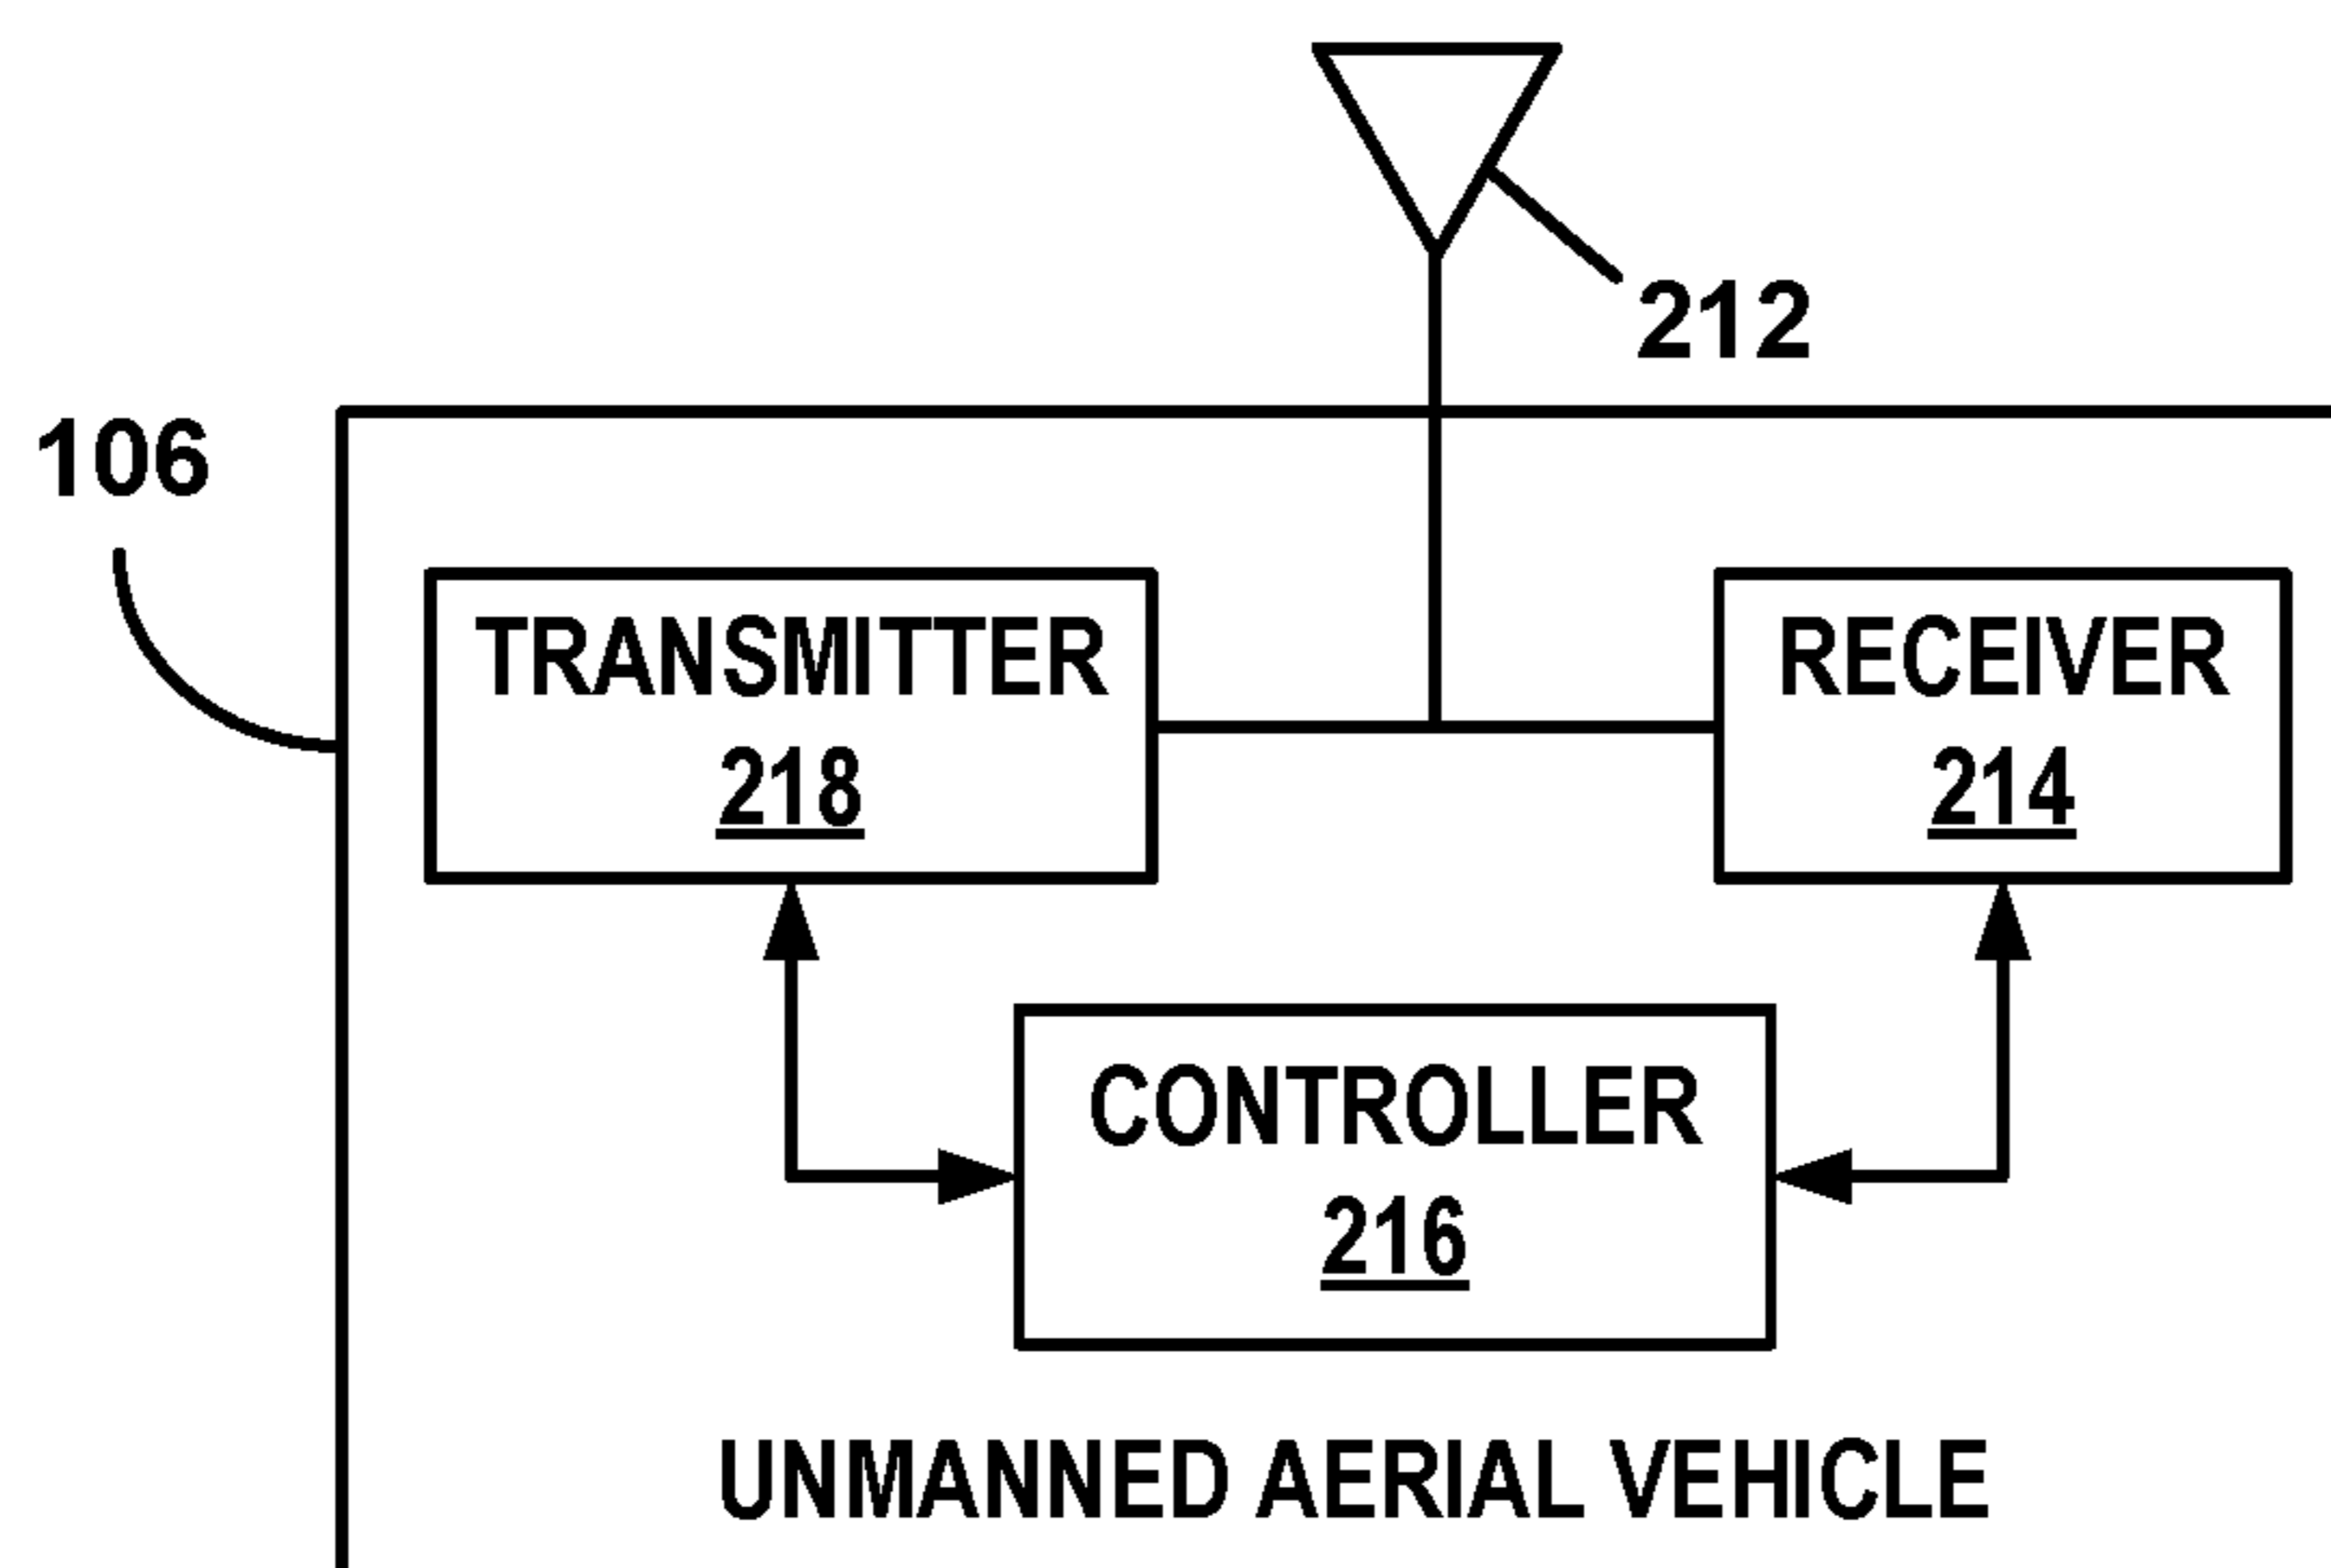 212
106
TRANSMITTER
218
RECEIVER
214
CONTROLLER
216
UNMANNED AERIAL VEHICLE